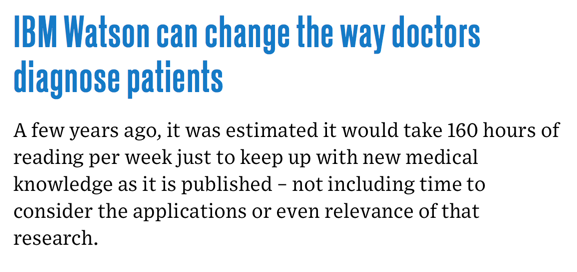 IBM Watson can change the way doctors
diagnose patients
A few years ago, it was estimated it would take 160 hours of
reading per week just to keep up with new medical
knowledge as it is published – not including time to
consider the applications or even relevance of that
research.